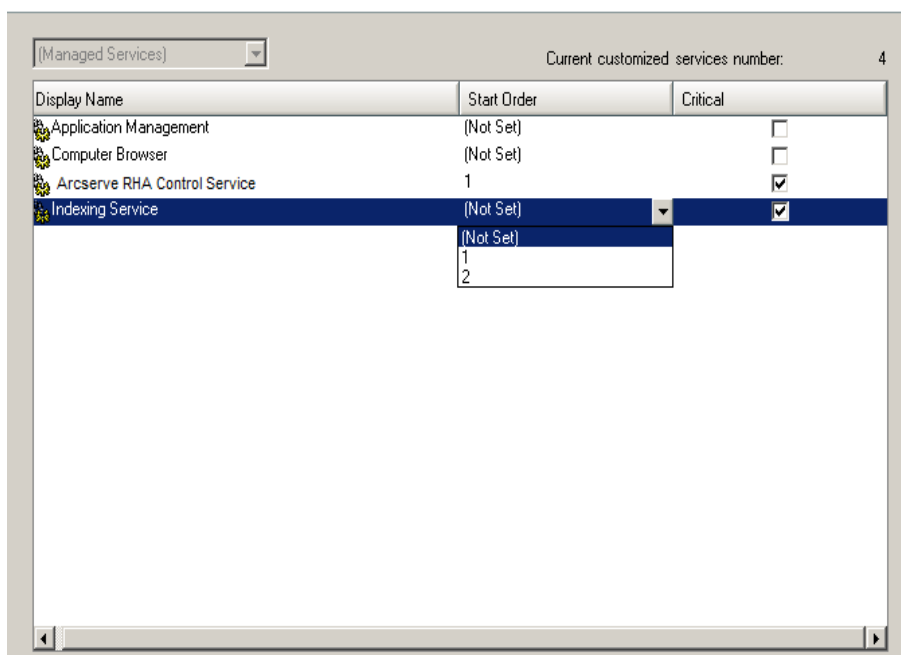 (Managed Services) Current customized services number: 4
Display Name Start Order Critical
Application Management (Not Set)
Computer Browser (Not Set)
Arcserve RHA Control Service 1
Indexing Service (Not Set)
(Not Set)
1
2